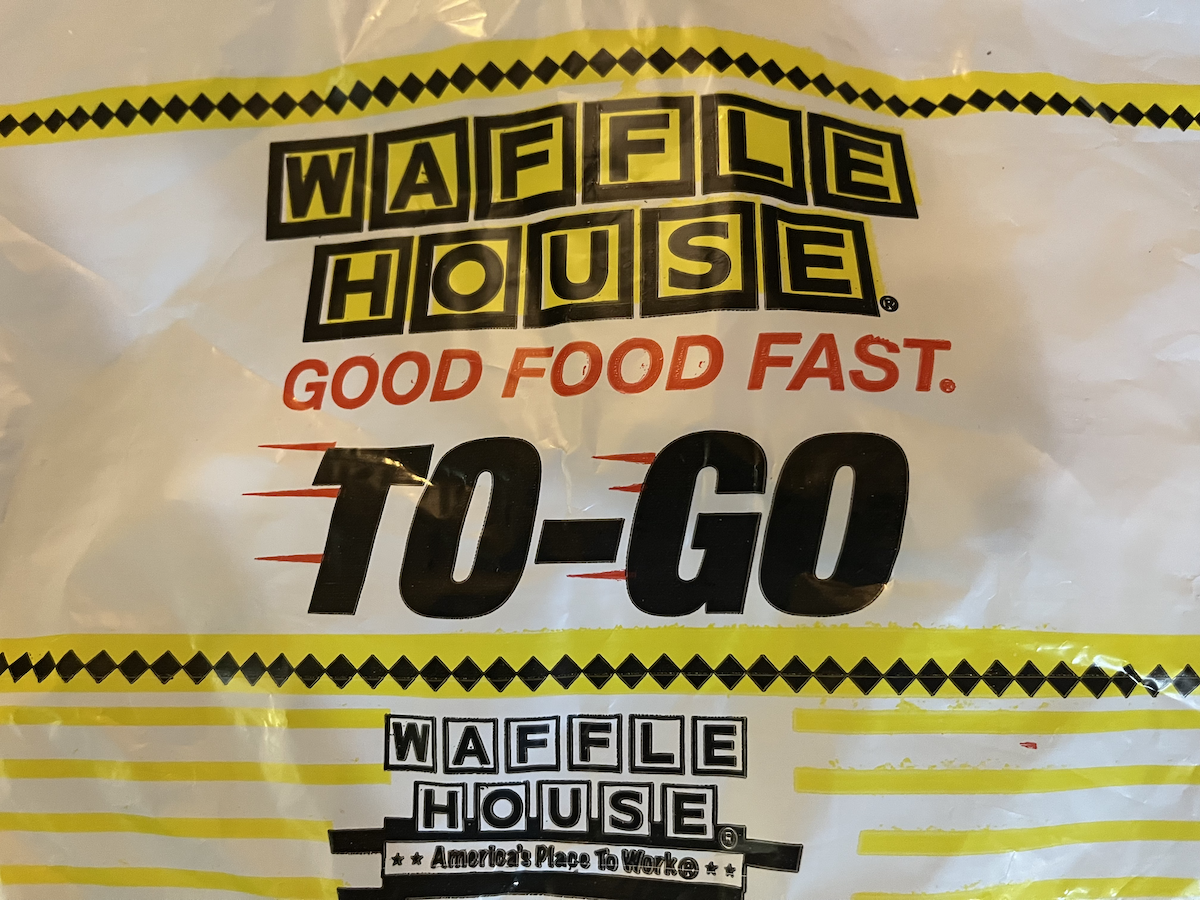 WAFFLE
HOUSE®
GOOD FOOD FAST.®
TO-GO
WAFFLE
HOUSE®
America's Place To Work®